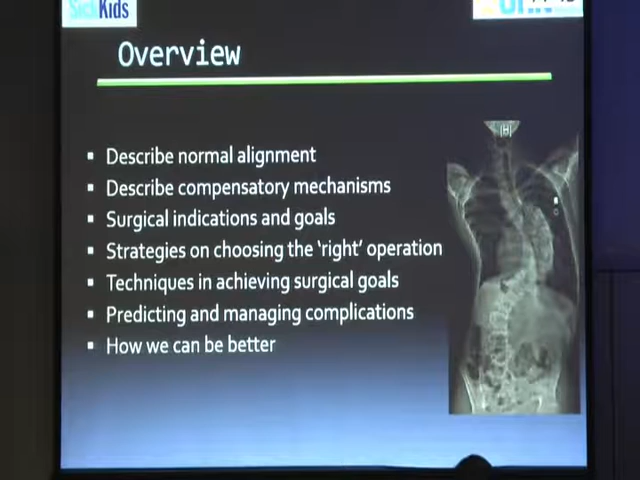 SickKids
Overview
▪ Describe normal alignment
▪ Describe compensatory mechanisms
▪ Surgical indications and goals
▪ Strategies on choosing the 'right' operation
▪ Techniques in achieving surgical goals
▪ Predicting and managing complications
▪ How we can be better